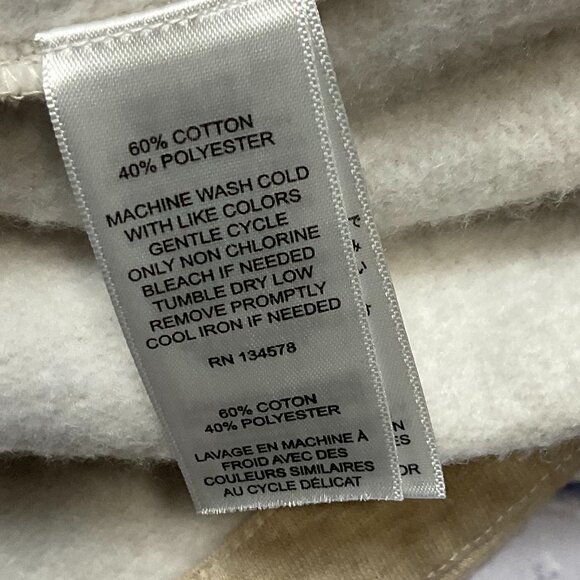 60% COTTON
40% POLYESTER
MACHINE WASH COLD
WITH LIKE COLORS
GENTLE CYCLE
ONLY NON CHLORINE
BLEACH IF NEEDED
TUMBLE DRY LOW
REMOVE PROMPTLY
COOL IRON IF NEEDED
RN 134578
60% COTON
40% POLYESTER
LAVAGE EN MACHINE À
FROID AVEC DES
COULEURS SIMILAIRES
AU CYCLE DÉLICAT